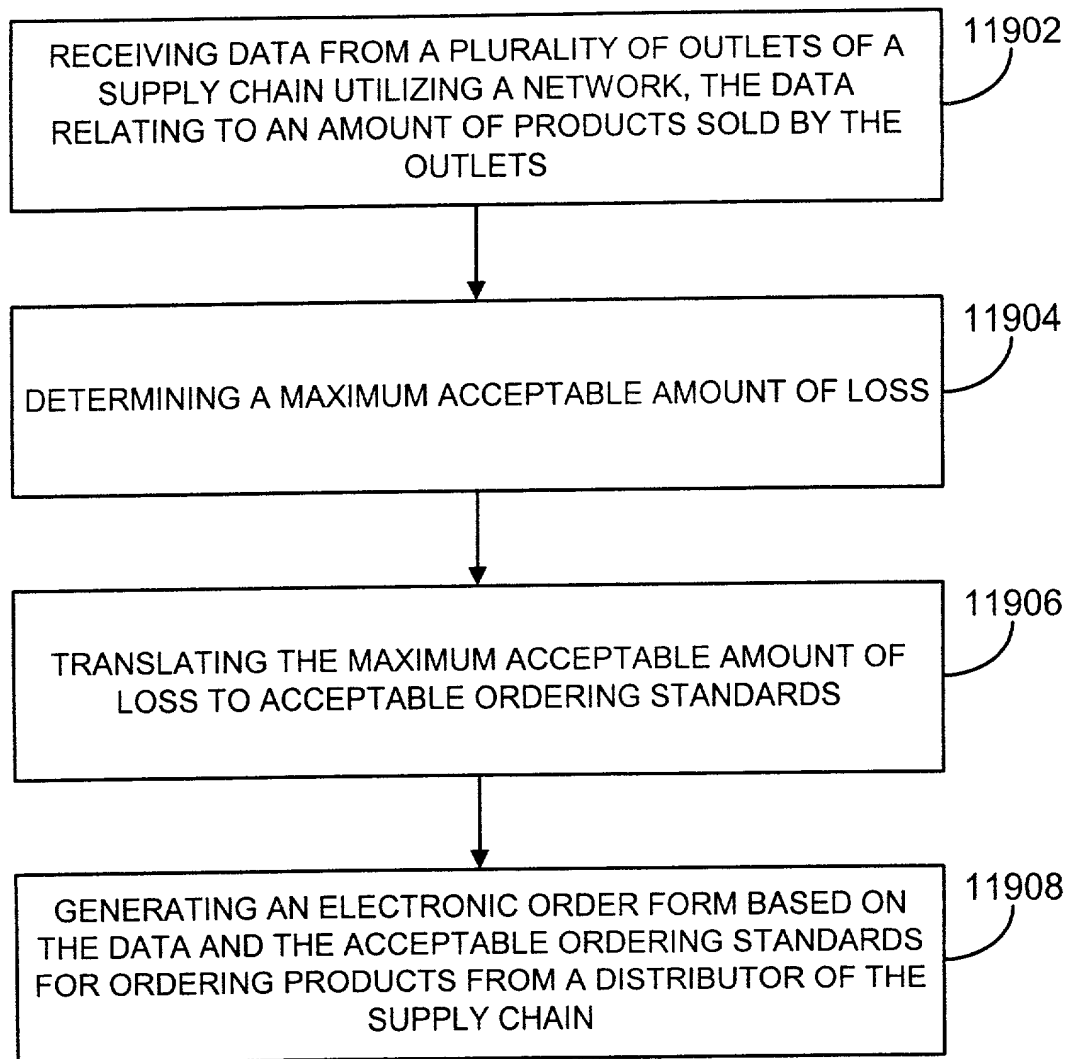 RECEIVING DATA FROM A PLURALITY OF OUTLETS OF A
SUPPLY CHAIN UTILIZING A NETWORK, THE DATA
RELATING TO AN AMOUNT OF PRODUCTS SOLD BY THE
OUTLETS
11902
DETERMINING A MAXIMUM ACCEPTABLE AMOUNT OF LOSS
11904
TRANSLATING THE MAXIMUM ACCEPTABLE AMOUNT OF
LOSS TO ACCEPTABLE ORDERING STANDARDS
11906
GENERATING AN ELECTRONIC ORDER FORM BASED ON
THE DATA AND THE ACCEPTABLE ORDERING STANDARDS
FOR ORDERING PRODUCTS FROM A DISTRIBUTOR OF THE
SUPPLY CHAIN
11908